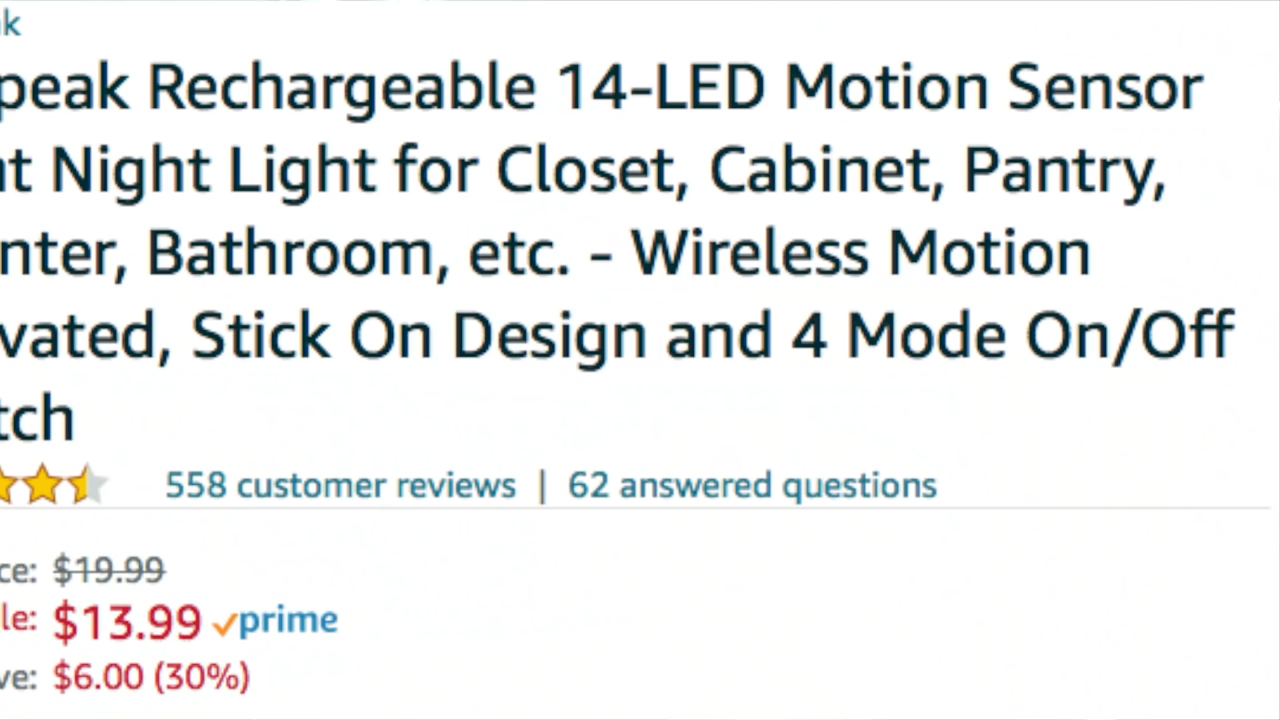 k
peak Rechargeable 14-LED Motion Sensor
t Night Light for Closet, Cabinet, Pantry,
nter, Bathroom, etc. - Wireless Motion
vated, Stick On Design and 4 Mode On/Off
tch
558 customer reviews | 62 answered questions
ce: $19.99
le: $13.99 prime
ve: $6.00 (30%)